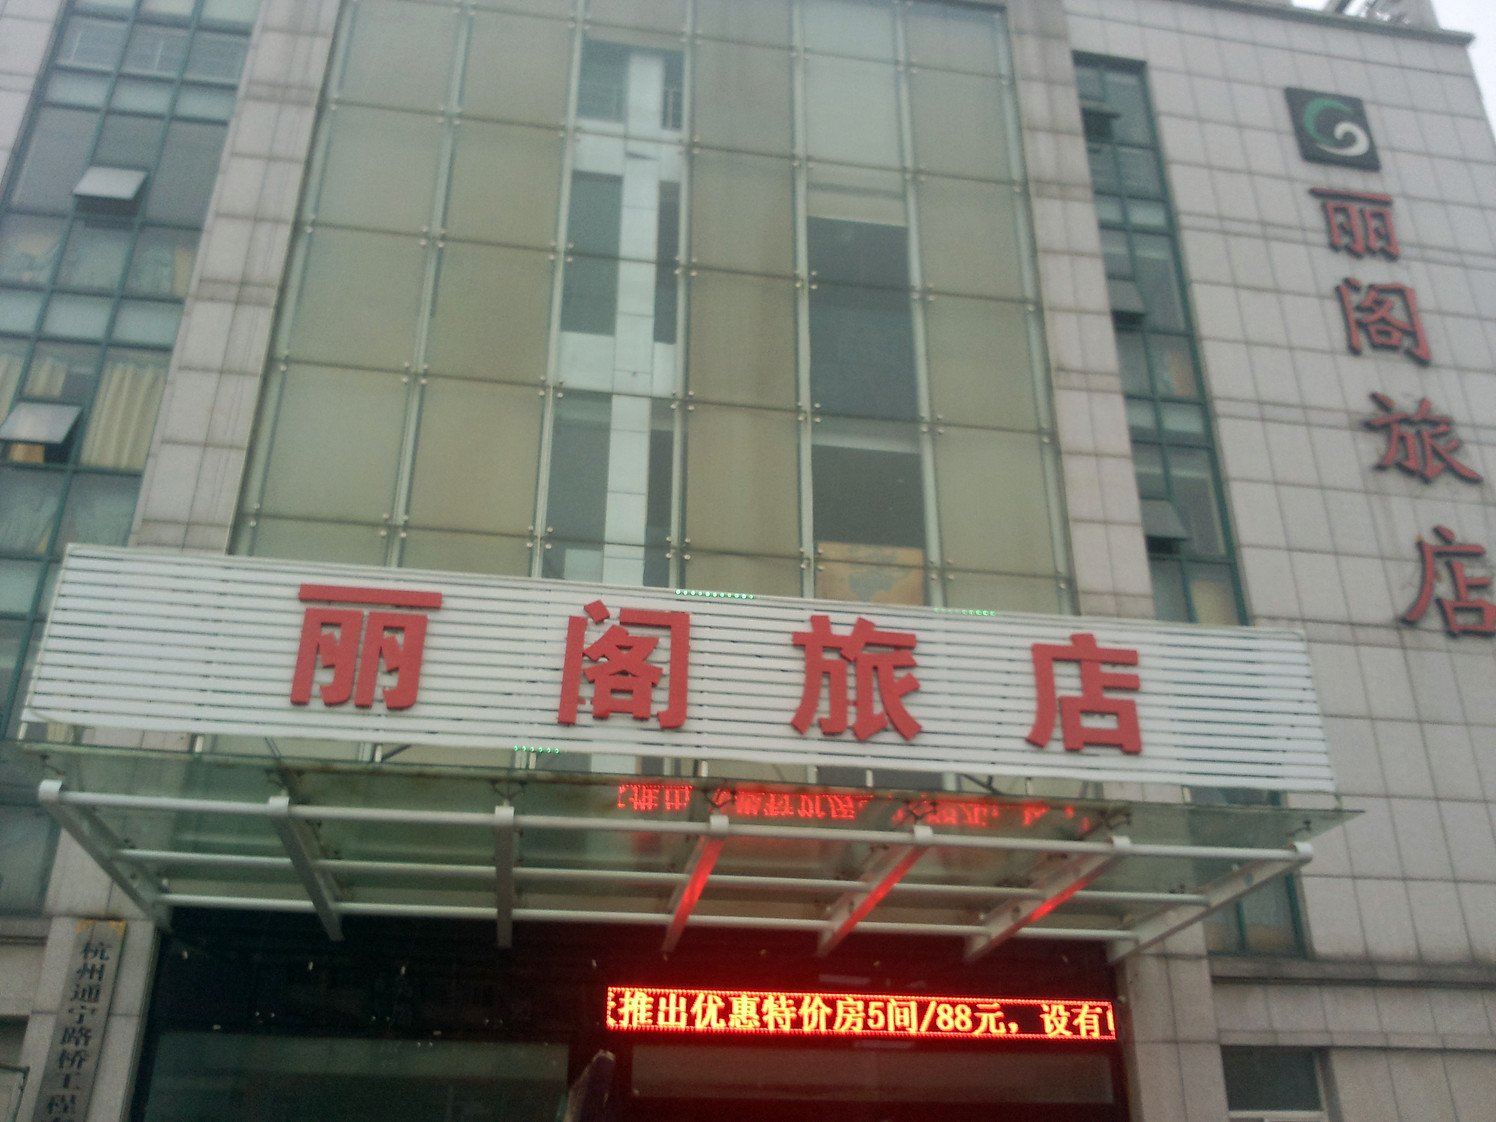 丽阁旅店
丽阁旅店
推出优惠特价房5间/88元，设有
杭州通宁路桥工程